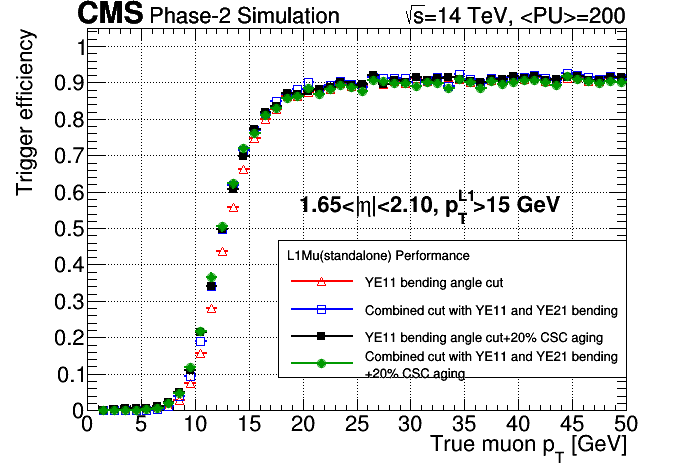 CMS Phase-2 Simulation √s=14 TeV, <PU>=200
Trigger efficiency
1
0.9
0.8
0.7
0.6
0.5
0.4
0.3
0.2
0.1
0
1.65<|η|<2.10, p_T^L1>15 GeV
L1Mu(standalone) Performance
YE11 bending angle cut
Combined cut with YE11 and YE21 bending
YE11 bending angle cut+20% CSC aging
Combined cut with YE11 and YE21 bending
+20% CSC aging
0 5 10 15 20 25 30 35 40 45 50
True muon p_T [GeV]